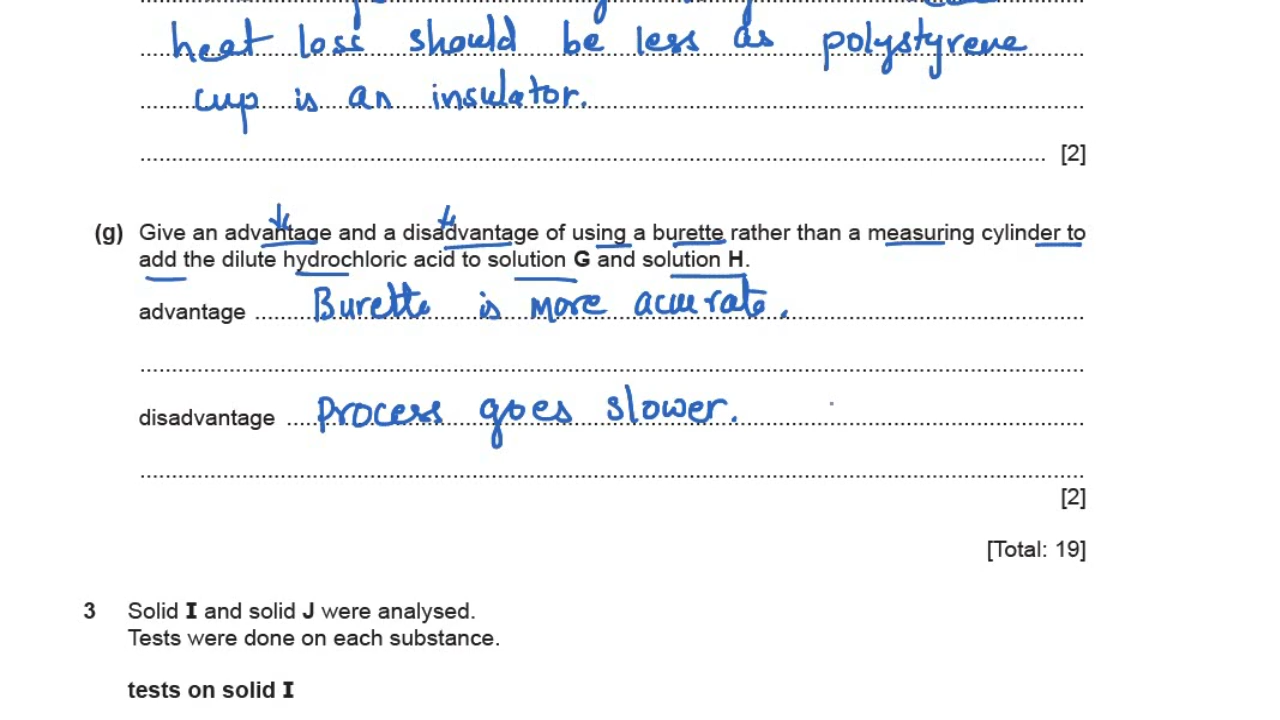 heat loss should be less as polystyrene
cup is an insulator.
[2]
(g) Give an advantage and a disadvantage of using a burette rather than a measuring cylinder to
add the dilute hydrochloric acid to solution G and solution H.
advantage Burette is more accurate.
disadvantage Process goes slower.
[2]
[Total: 19]
3 Solid I and solid J were analysed.
Tests were done on each substance.
tests on solid I